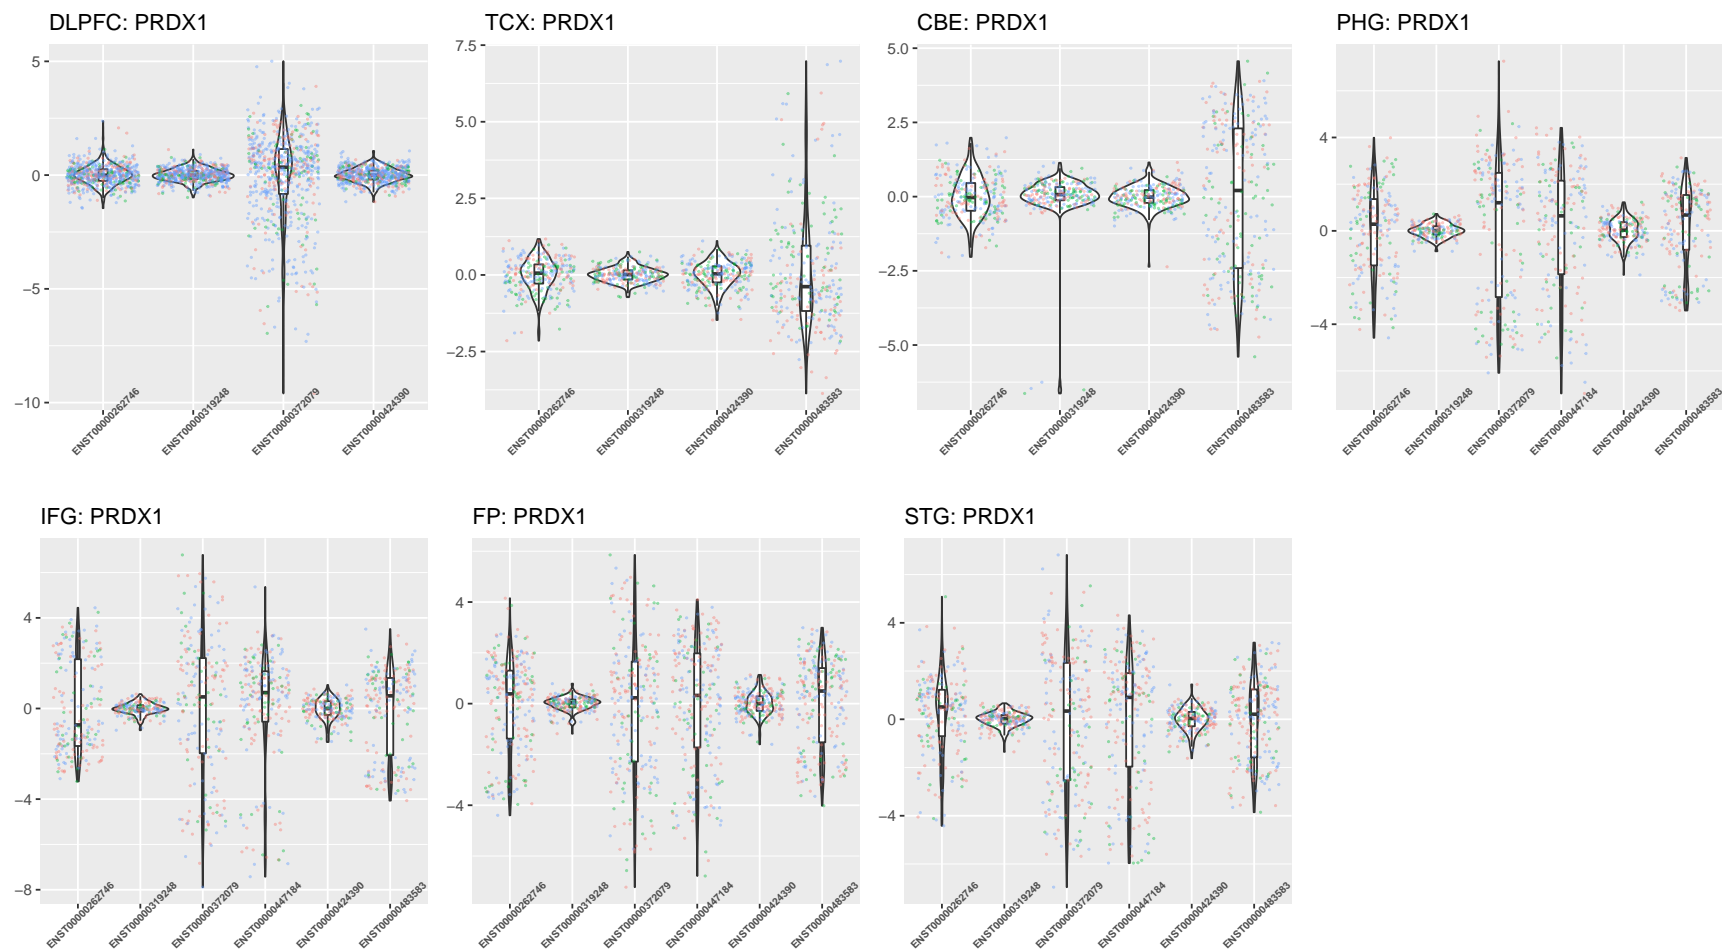 DLPFC: PRDX1
5
0
−5
−10
ENST00000262746
ENST00000319248
ENST00000372079
ENST00000424390
TCX: PRDX1
7.5
5.0
2.5
0.0
−2.5
ENST00000262746
ENST00000319248
ENST00000424390
ENST00000483583
CBE: PRDX1
5.0
2.5
0.0
−2.5
−5.0
ENST00000262746
ENST00000319248
ENST00000424390
ENST00000483583
PHG: PRDX1
4
0
−4
ENST00000262746
ENST00000319248
ENST00000372079
ENST00000447184
ENST00000424390
ENST00000483583
IFG: PRDX1
4
0
−4
−8
ENST00000262746
ENST00000319248
ENST00000372079
ENST00000447184
ENST00000424390
ENST00000483583
FP: PRDX1
4
0
−4
ENST00000262746
ENST00000319248
ENST00000372079
ENST00000447184
ENST00000424390
ENST00000483583
STG: PRDX1
4
0
−4
ENST00000262746
ENST00000319248
ENST00000372079
ENST00000447184
ENST00000424390
ENST00000483583